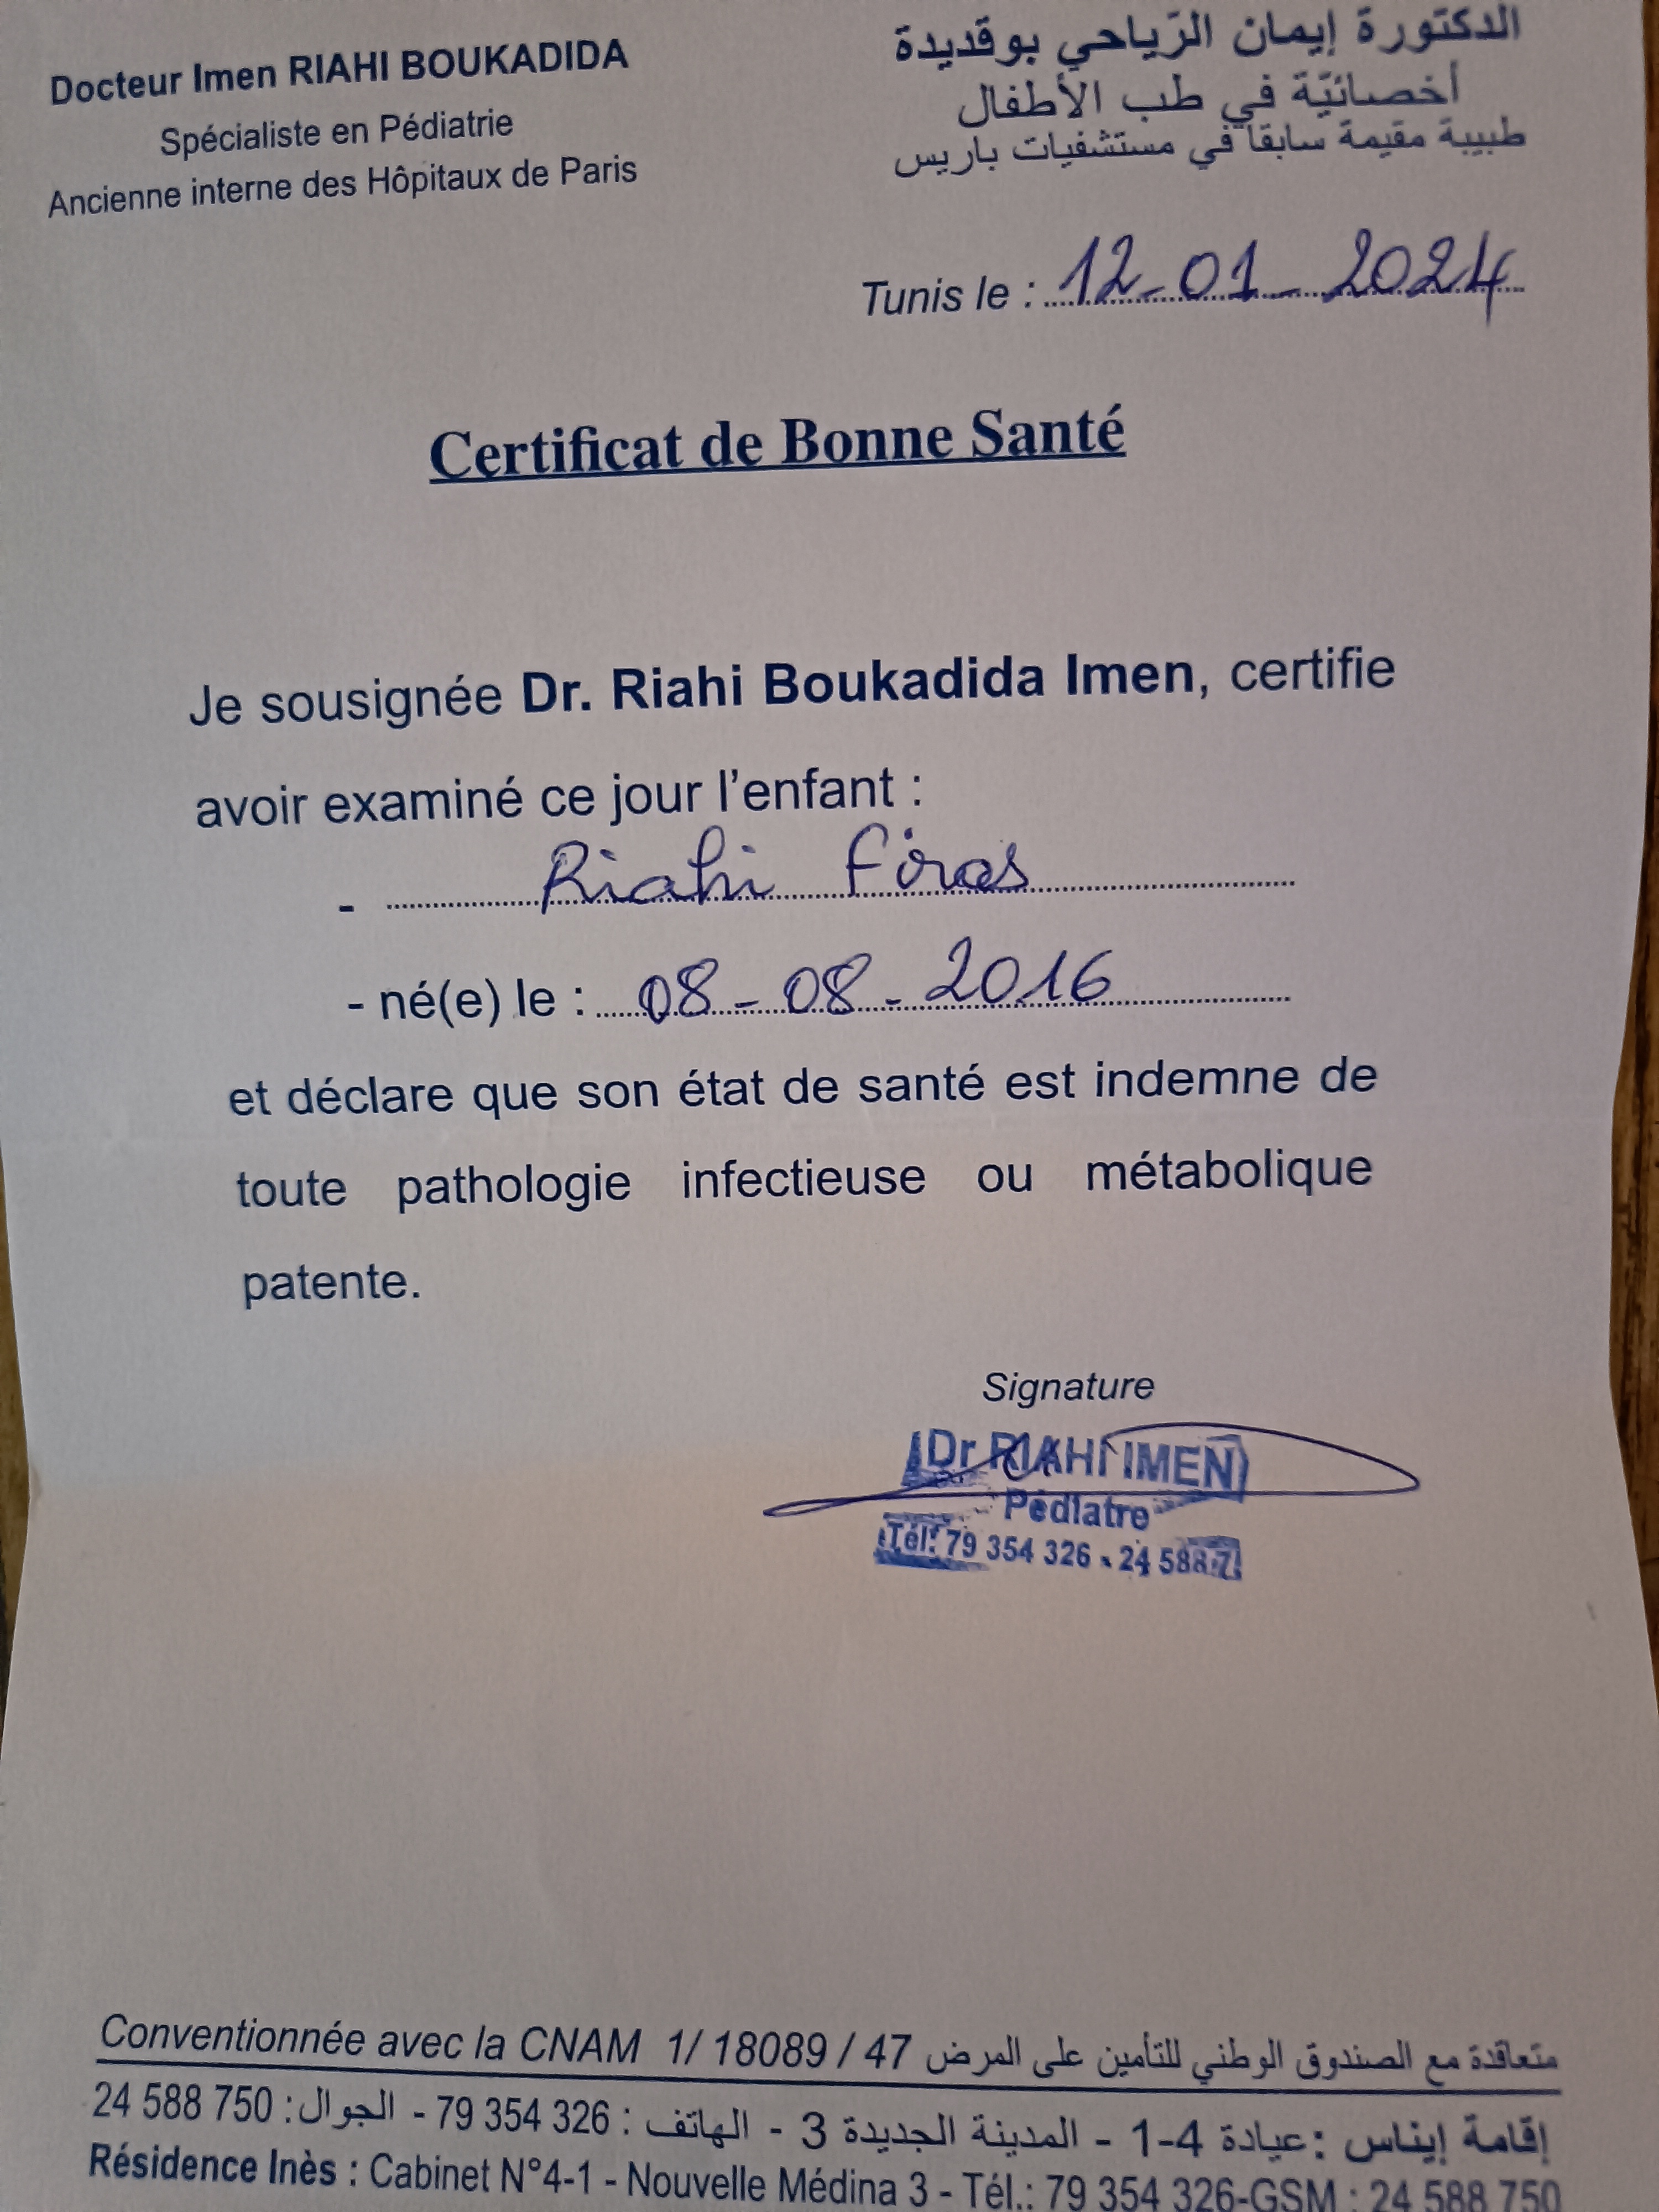 Docteur Imen RIAHI BOUKADIDA
Spécialiste en Pédiatrie
Ancienne interne des Hôpitaux de Paris
الدكتورة إيمان الرّياحي بوقديدة
أخصائيّة في طب الأطفال
طبيبة مقيمة سابقا في مستشفيات باريس
Tunis le : 12-01-2024
Certificat de Bonne Santé
Je sousignée Dr. Riahi Boukadida Imen, certifie
avoir examiné ce jour l'enfant :
- Riahi Firas
- né(e) le : 08-08-2016
et déclare que son état de santé est indemne de
toute pathologie infectieuse ou métabolique
patente.
Signature
Dr RIAHI IMEN
Pédiatre
Tél: 79 354 326 - 24 588 7
Conventionnée avec la CNAM 1/ 18089 / 47 متعاقدة مع الصندوق الوطني للتأمين على المرض
إقامة إيناس : عيادة 4-1 - المدينة الجديدة 3 - الهاتف : 326 354 79 - الجوال: 750 588 24
Résidence Inès : Cabinet N°4-1 - Nouvelle Médina 3 - Tél.: 79 354 326-GSM : 24 588 750